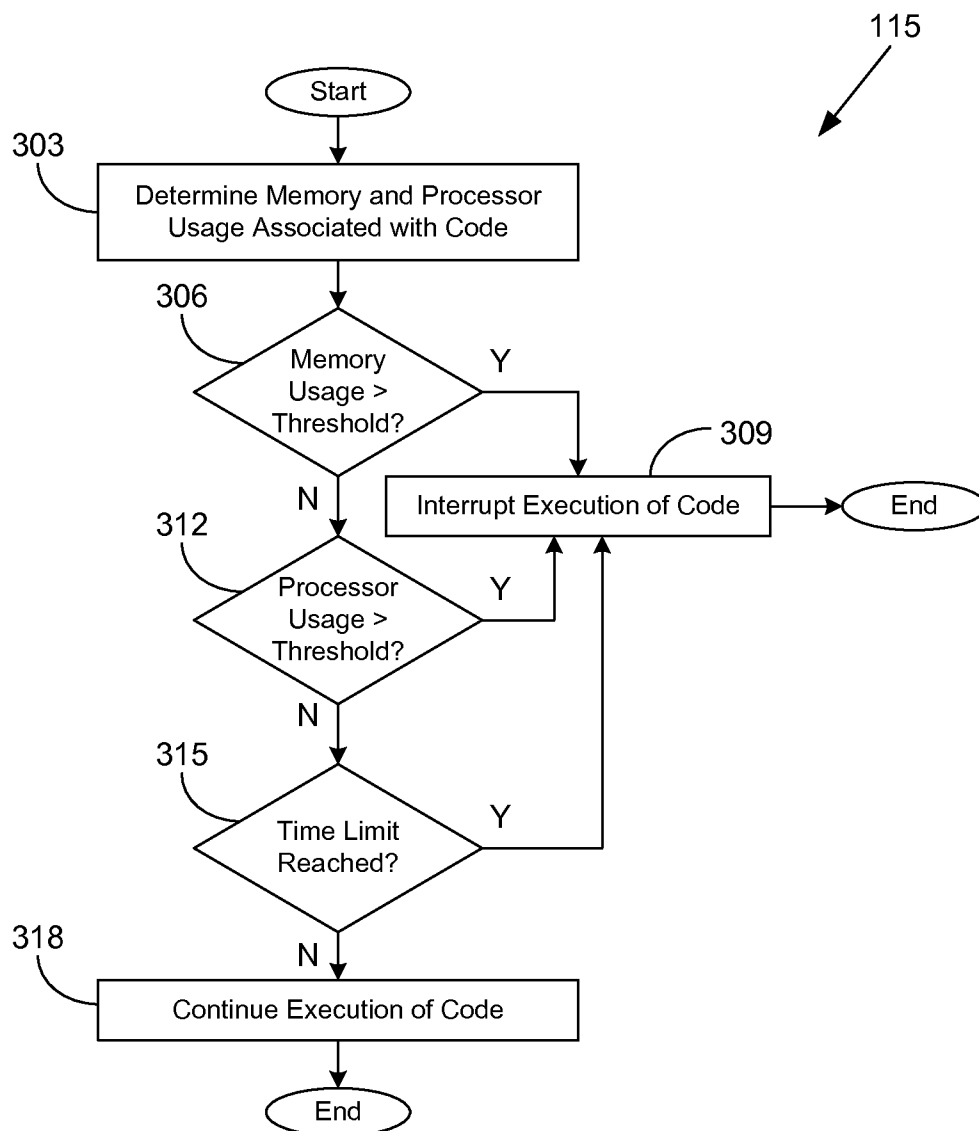 115
Start
303
Determine Memory and Processor
Usage Associated with Code
306
Memory
Usage >
Threshold?
Y
N
309
Interrupt Execution of Code
End
312
Processor
Usage >
Threshold?
Y
N
315
Time Limit
Reached?
Y
N
318
Continue Execution of Code
End